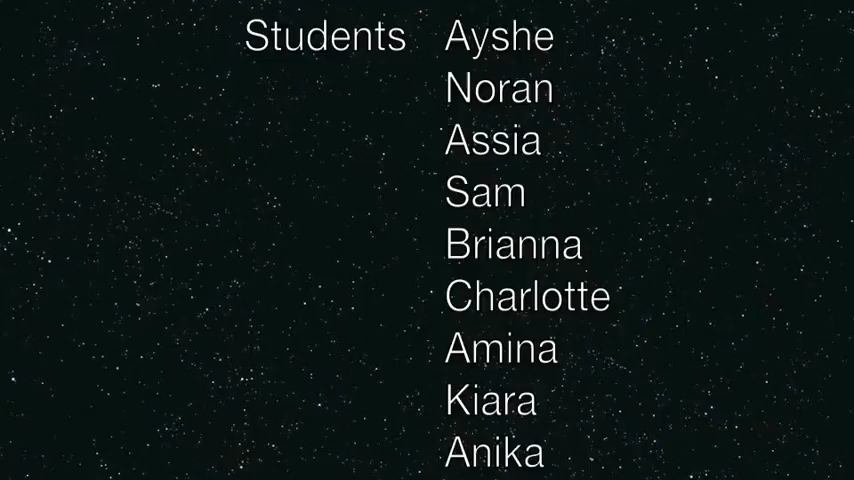 Students Ayshe
Noran
Assia
Sam
Brianna
Charlotte
Amina
Kiara
Anika